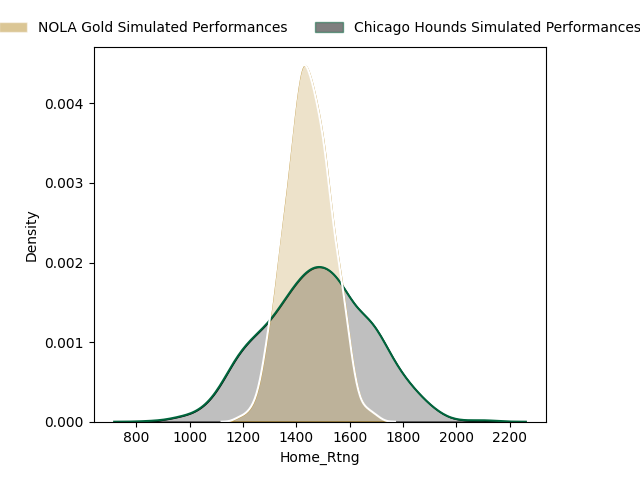 NOLA Gold Simulated Performances
Chicago Hounds Simulated Performances
0.004
0.003
0.002
0.001
0.000
Density
800 1000 1200 1400 1600 1800 2000 2200
Home_Rtng